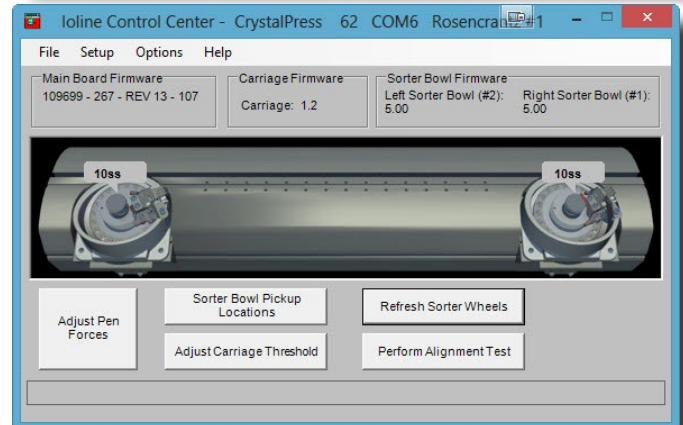 Ioline Control Center - CrystalPress 62 COM6 #1
File Setup Options Help
Main Board Firmware
109699 - 267 - REV 13 - 107
Carriage Firmware
Carriage: 1.2
Sorter Bowl Firmware
Left Sorter Bowl (#2):
5.00
Right Sorter Bowl (#1):
5.00
10ss
10ss
Adjust Pen
Forces
Sorter Bowl Pickup
Locations
Refresh Sorter Wheels
Adjust Carriage Threshold
Perform Alignment Test